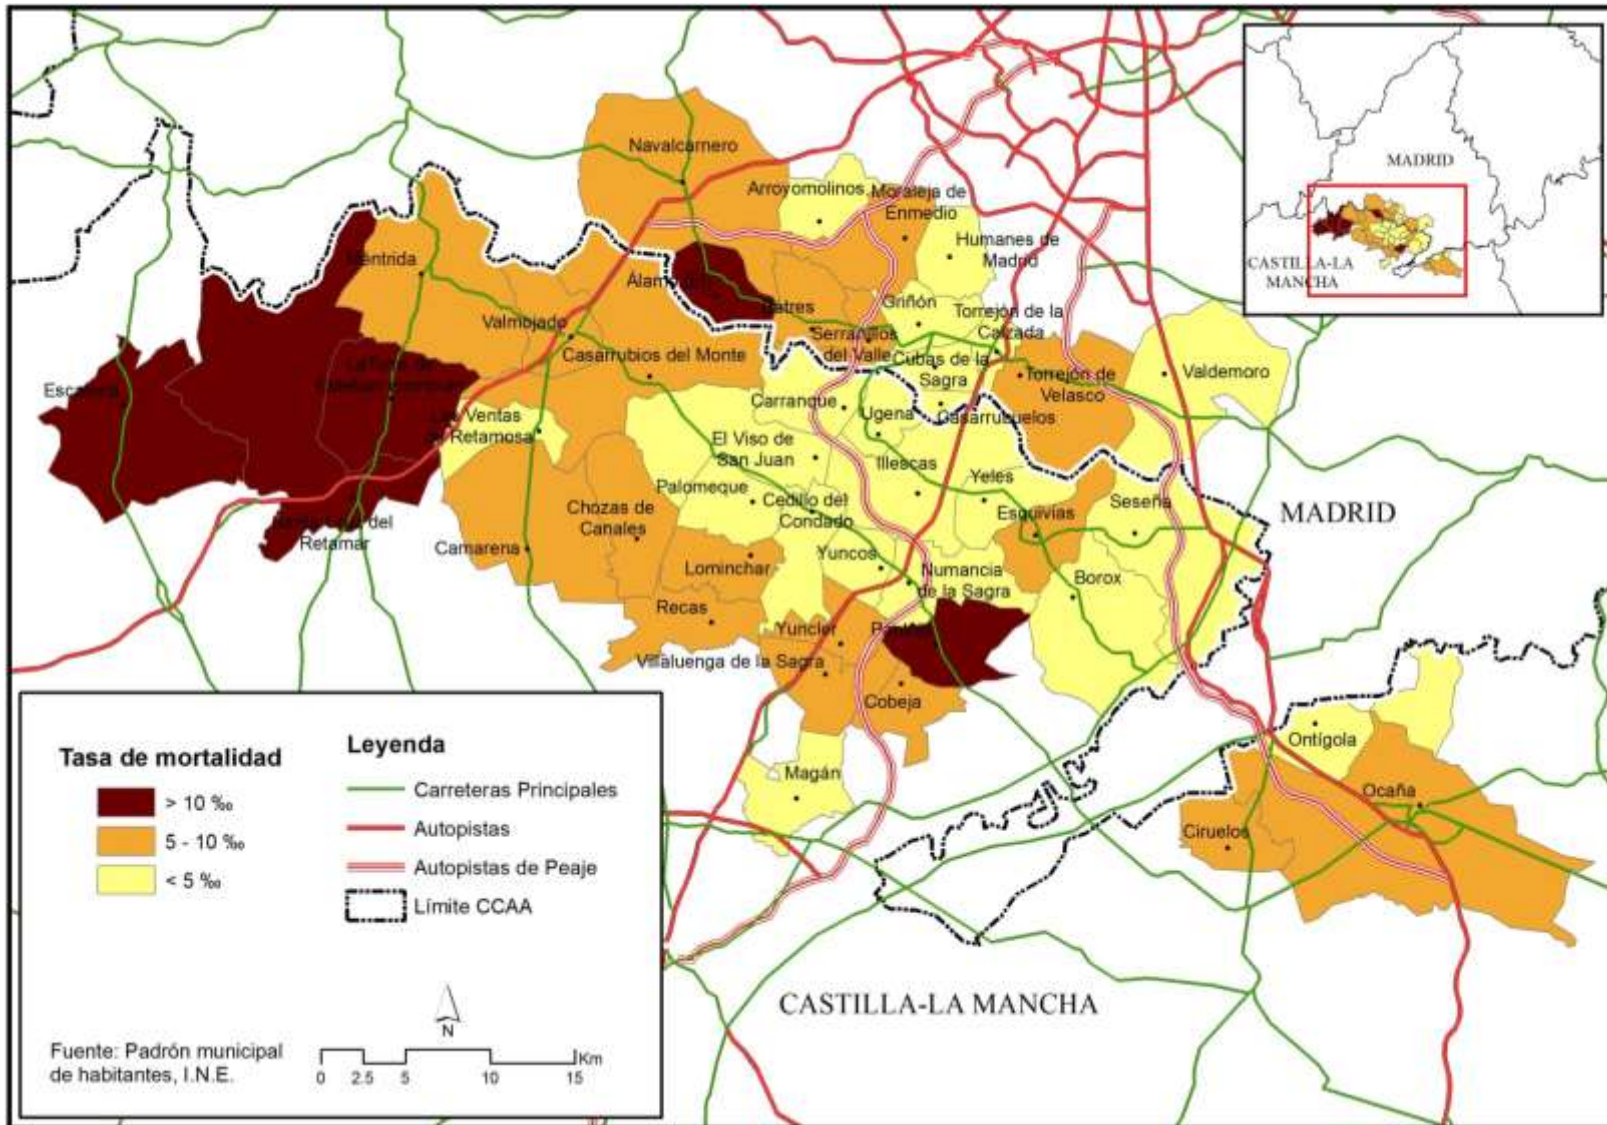 Navalcarnero
Arroyomolinos
Moraleja de
Enmedio
MADRID
Humanes de
Madrid
Méntrida
CASTILLA-LA
MANCHA
Batres
Griñón
Torrejón de la
Calzada
Valmojado
Serranillos
del Valle
Casarrubios del Monte
Cubas de la
Sagra
Torrejón de
Velasco
Valdemoro
Escalona
Carranque
Ugena
Casarrubuelos
Las Ventas
de Retamosa
El Viso de
San Juan
Illescas
Yeles
Palomeque
Cedillo del
Condado
Chozas de
Canales
Esquivias
Seseña
MADRID
del
Retamar
Camarena
Lominchar
Yuncos
Numancia
de la Sagra
Borox
Recas
Yuncler
Villaluenga de la Sagra
Cobeja
Ontígola
Magán
Ocaña
Ciruelos
Tasa de mortalidad
> 10 ‰
5 - 10 ‰
< 5 ‰
Leyenda
Carreteras Principales
Autopistas
Autopistas de Peaje
Límite CCAA
CASTILLA-LA MANCHA
N
Fuente: Padrón municipal
de habitantes, I.N.E.
Km
0 2.5 5 10 15